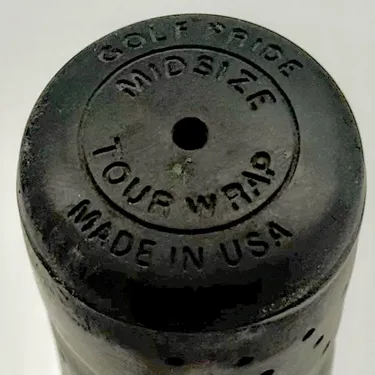 GOLF PRIDE
MIDSIZE
TOUR WRAP
MADE IN USA